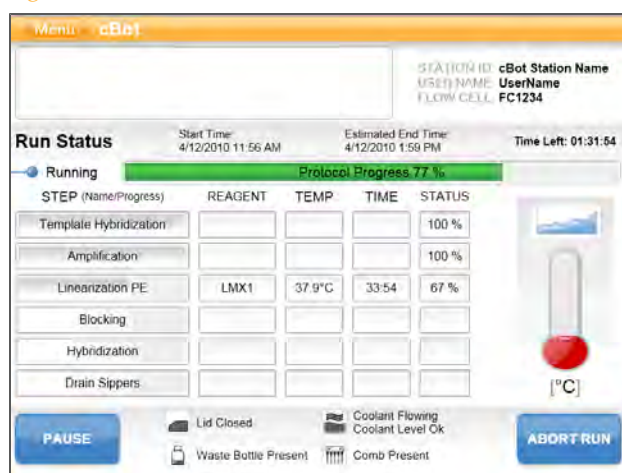 Menu cBot
STATION ID: cBot Station Name
USER NAME: UserName
FLOW CELL: FC1234
Run Status
Start Time:
4/12/2010 11:56 AM
Estimated End Time:
4/12/2010 1:59 PM
Time Left: 01:31:54
Running
Protocol Progress 77 %
STEP (Name/Progress) REAGENT TEMP TIME STATUS
Template Hybridization 100 %
Amplification 100 %
Linearization PE LMX1 37.9°C 33:54 67 %
Blocking
Hybridization
Drain Sippers
[°C]
PAUSE
Lid Closed
Coolant Flowing
Coolant Level Ok
Waste Bottle Present
Comb Present
ABORT RUN